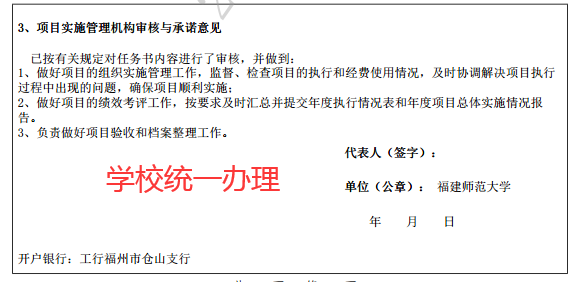 3、项目实施管理机构审核与承诺意见
已按有关规定对任务书内容进行了审核，并做到：
1、做好项目的组织实施管理工作，监督、检查项目的执行和经费使用情况，及时协调解决项目执行
过程中出现的问题，确保项目顺利实施；
2、做好项目的绩效考评工作，按要求及时汇总并提交年度执行情况表和年度项目总体实施情况报
告。
3、负责做好项目验收和档案整理工作。
代表人（签字）：
学校统一办理
单位（公章）： 福建师范大学
年 月 日
开户银行：工行福州市仓山支行